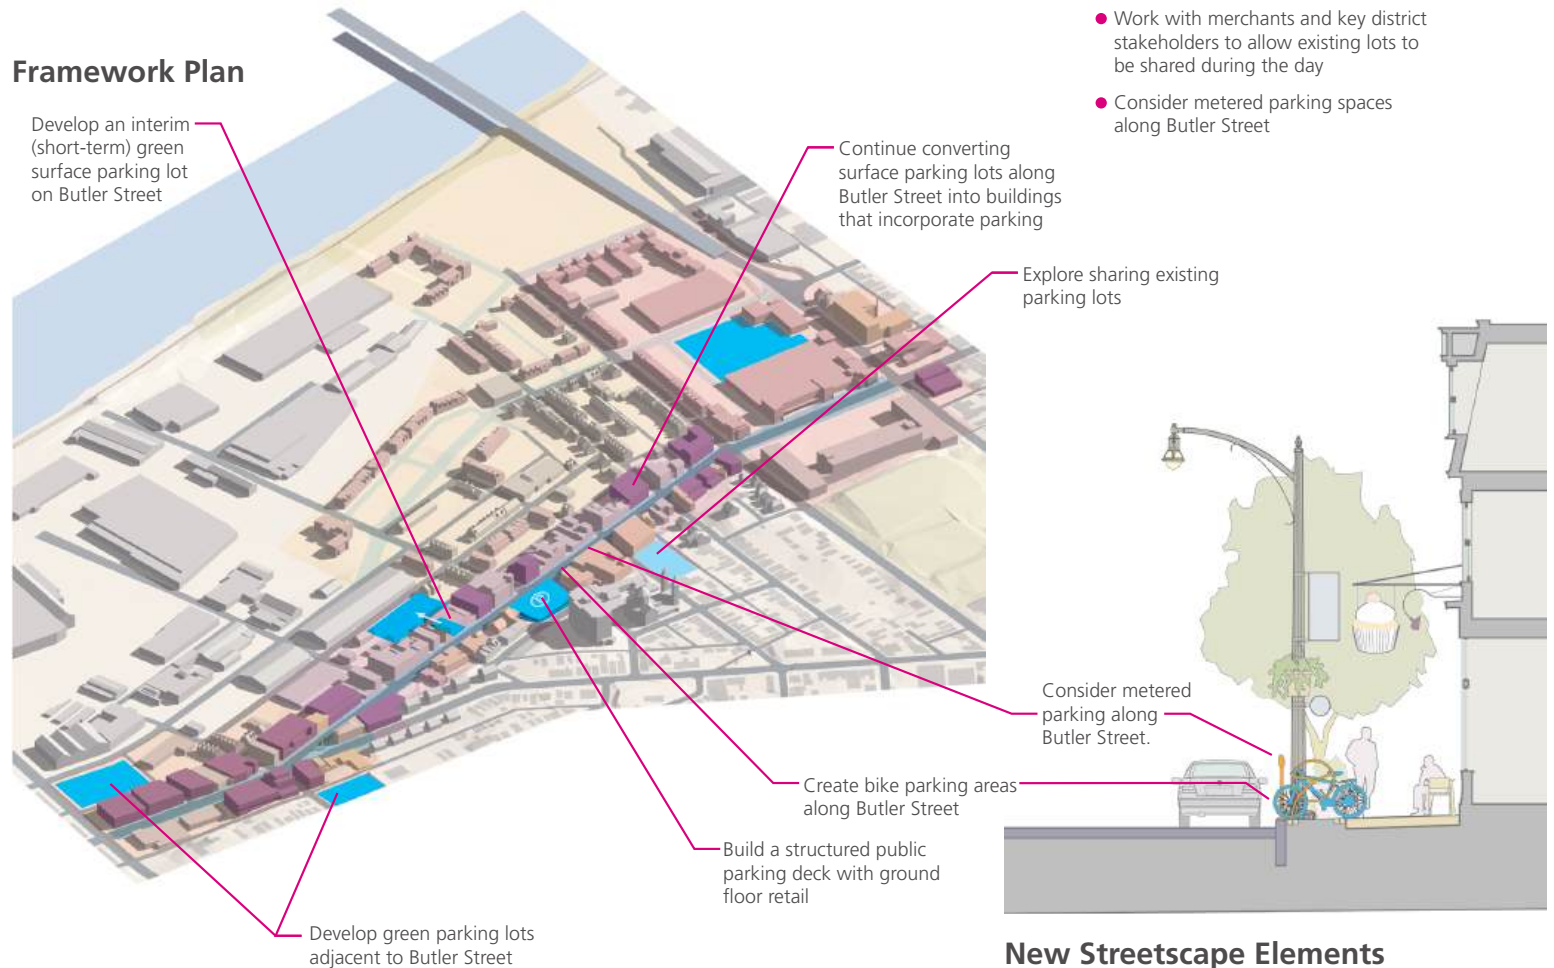 Framework Plan
Develop an interim
(short-term) green
surface parking lot
on Butler Street
● Work with merchants and key district
stakeholders to allow existing lots to
be shared during the day
● Consider metered parking spaces
along Butler Street
Continue converting
surface parking lots along
Butler Street into buildings
that incorporate parking
Explore sharing existing
parking lots
Consider metered
parking along
Butler Street.
Create bike parking areas
along Butler Street
Build a structured public
parking deck with ground
floor retail
Develop green parking lots
adjacent to Butler Street
New Streetscape Elements